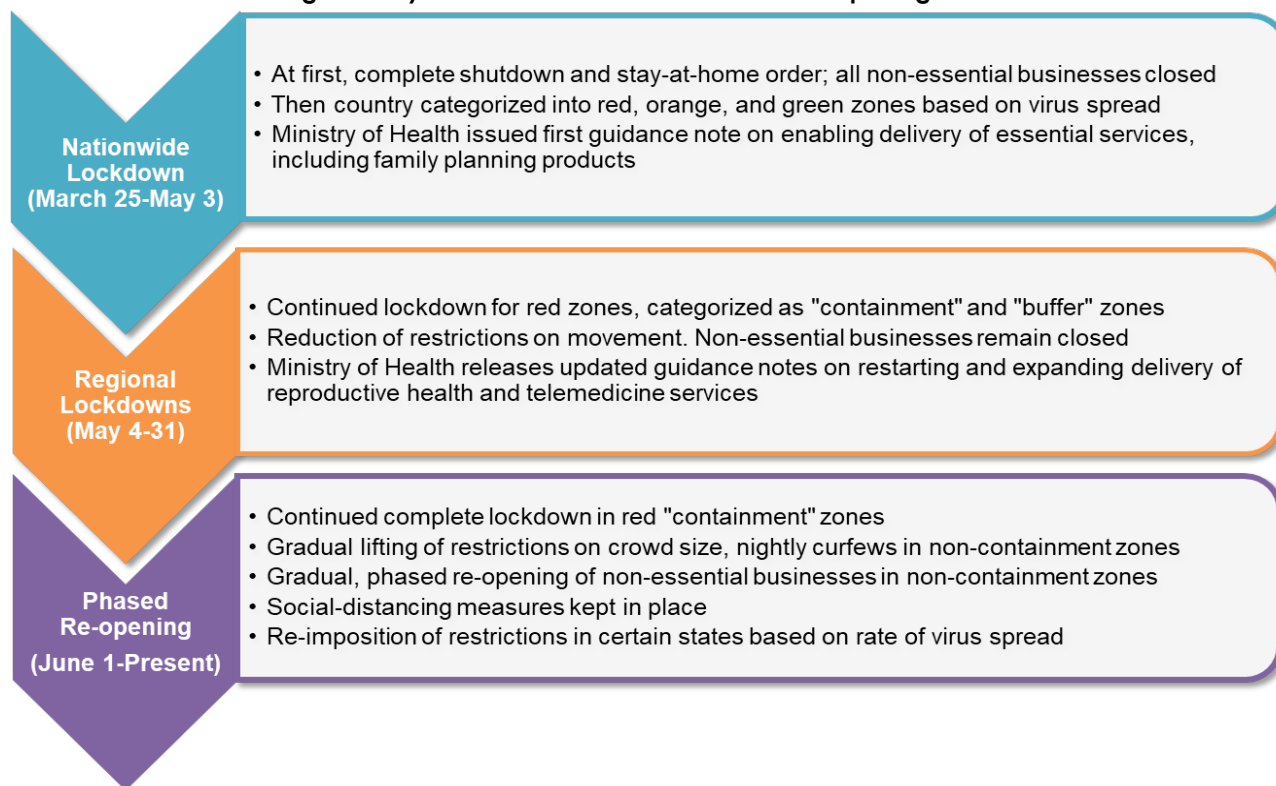 Nationwide
Lockdown
(March 25-May 3)
• At first, complete shutdown and stay-at-home order; all non-essential businesses closed
• Then country categorized into red, orange, and green zones based on virus spread
• Ministry of Health issued first guidance note on enabling delivery of essential services,
including family planning products
Regional
Lockdowns
(May 4-31)
• Continued lockdown for red zones, categorized as "containment" and "buffer" zones
• Reduction of restrictions on movement. Non-essential businesses remain closed
• Ministry of Health releases updated guidance notes on restarting and expanding delivery of
reproductive health and telemedicine services
Phased
Re-opening
(June 1-Present)
• Continued complete lockdown in red "containment" zones
• Gradual lifting of restrictions on crowd size, nightly curfews in non-containment zones
• Gradual, phased re-opening of non-essential businesses in non-containment zones
• Social-distancing measures kept in place
• Re-imposition of restrictions in certain states based on rate of virus spread